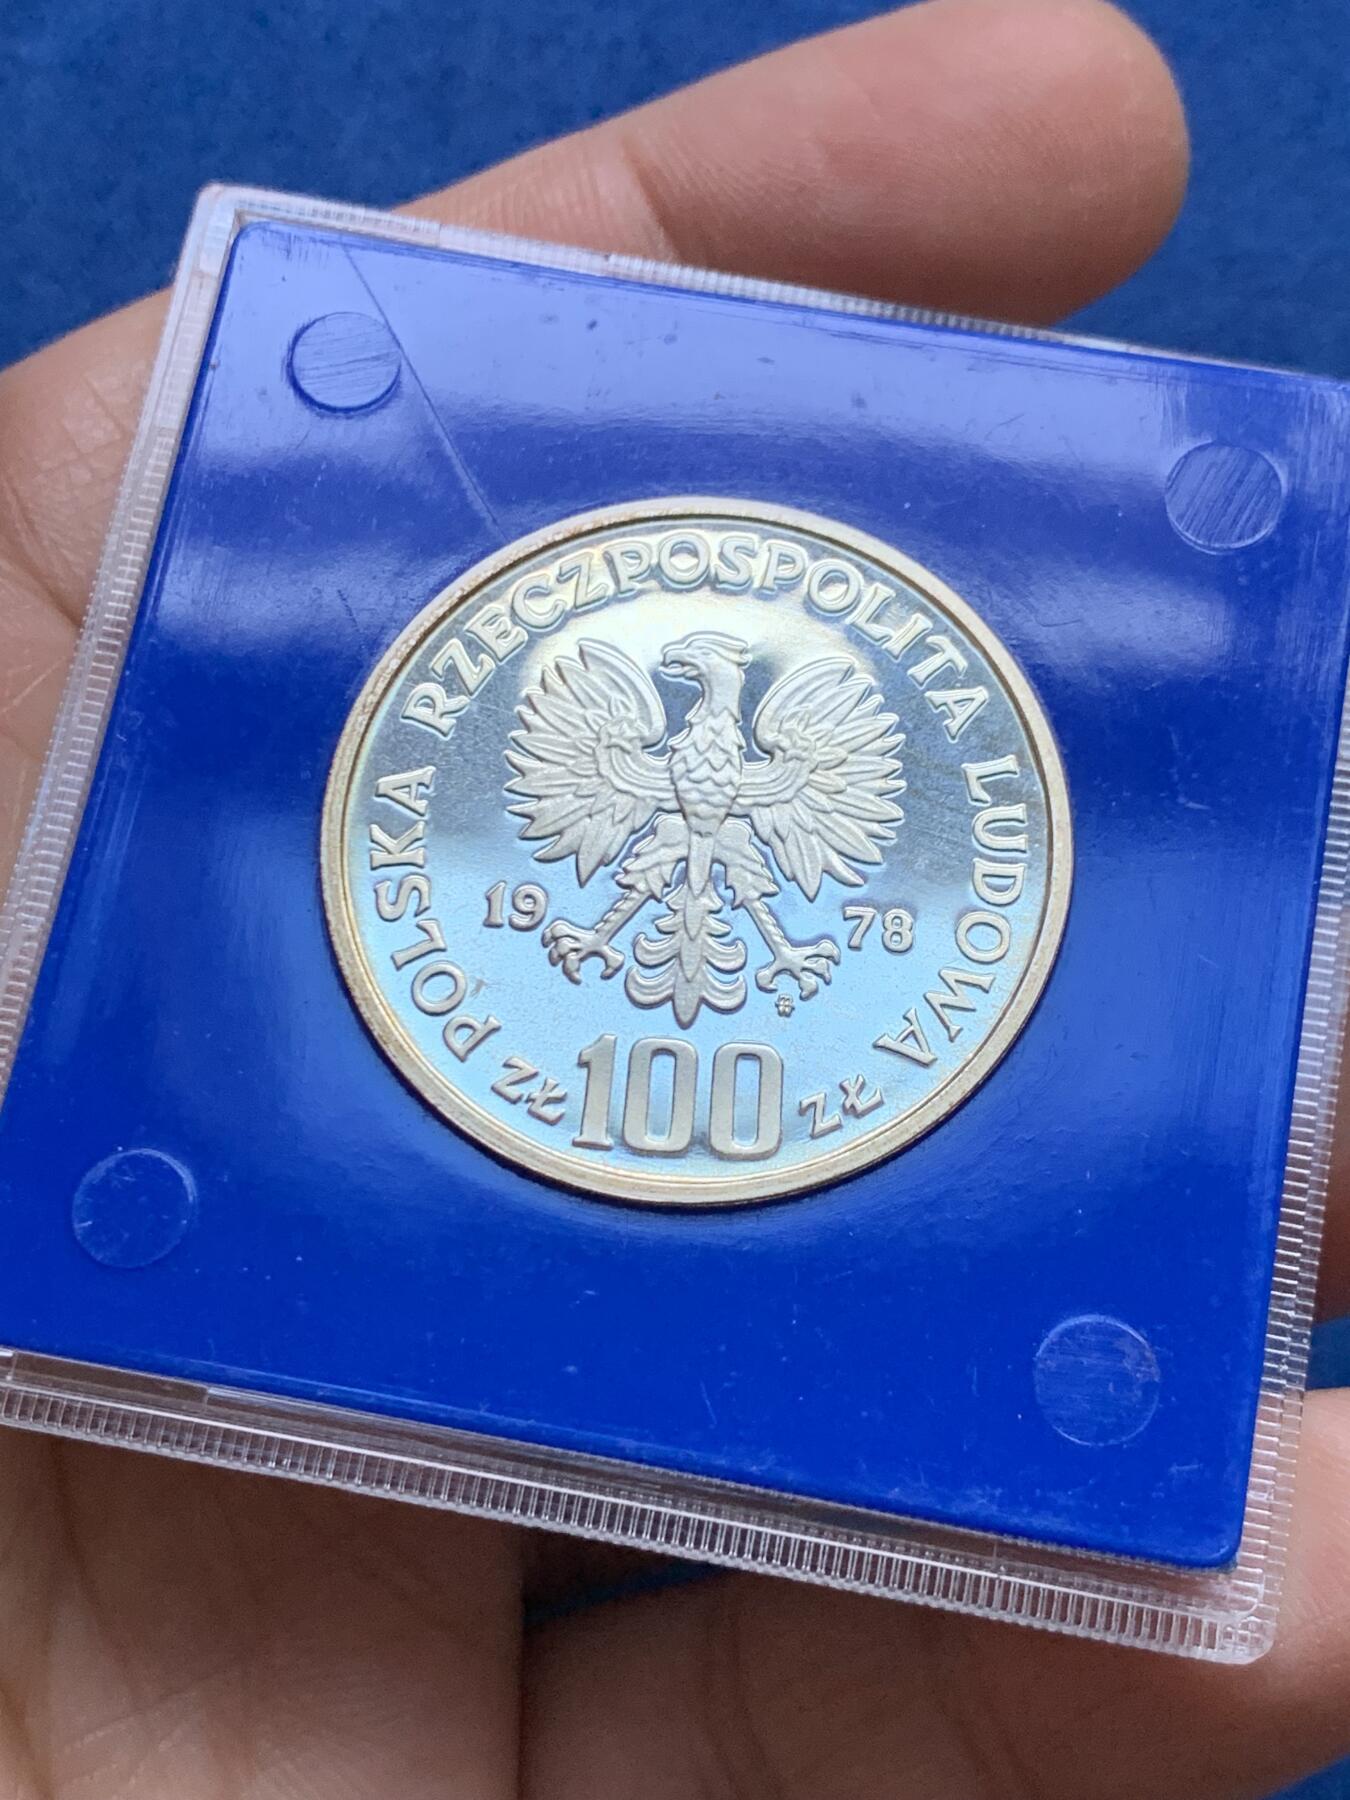 POLSKA RZECZPOSPOLITA LUDOWA
19 78
ZŁ 100 ZŁ